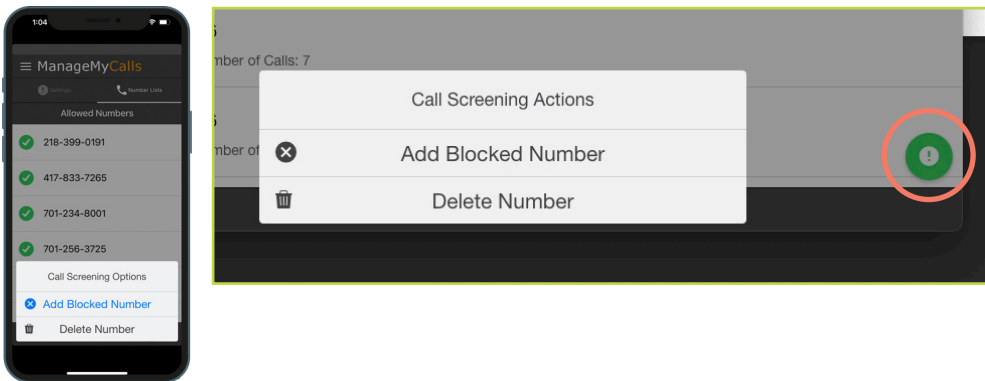 1:04
ManageMyCalls
Settings
Number Lists
Allowed Numbers
218-399-0191
417-833-7265
701-234-8001
701-256-3725
Call Screening Options
Add Blocked Number
Delete Number
mber of Calls: 7
mber of
Call Screening Actions
Add Blocked Number
Delete Number